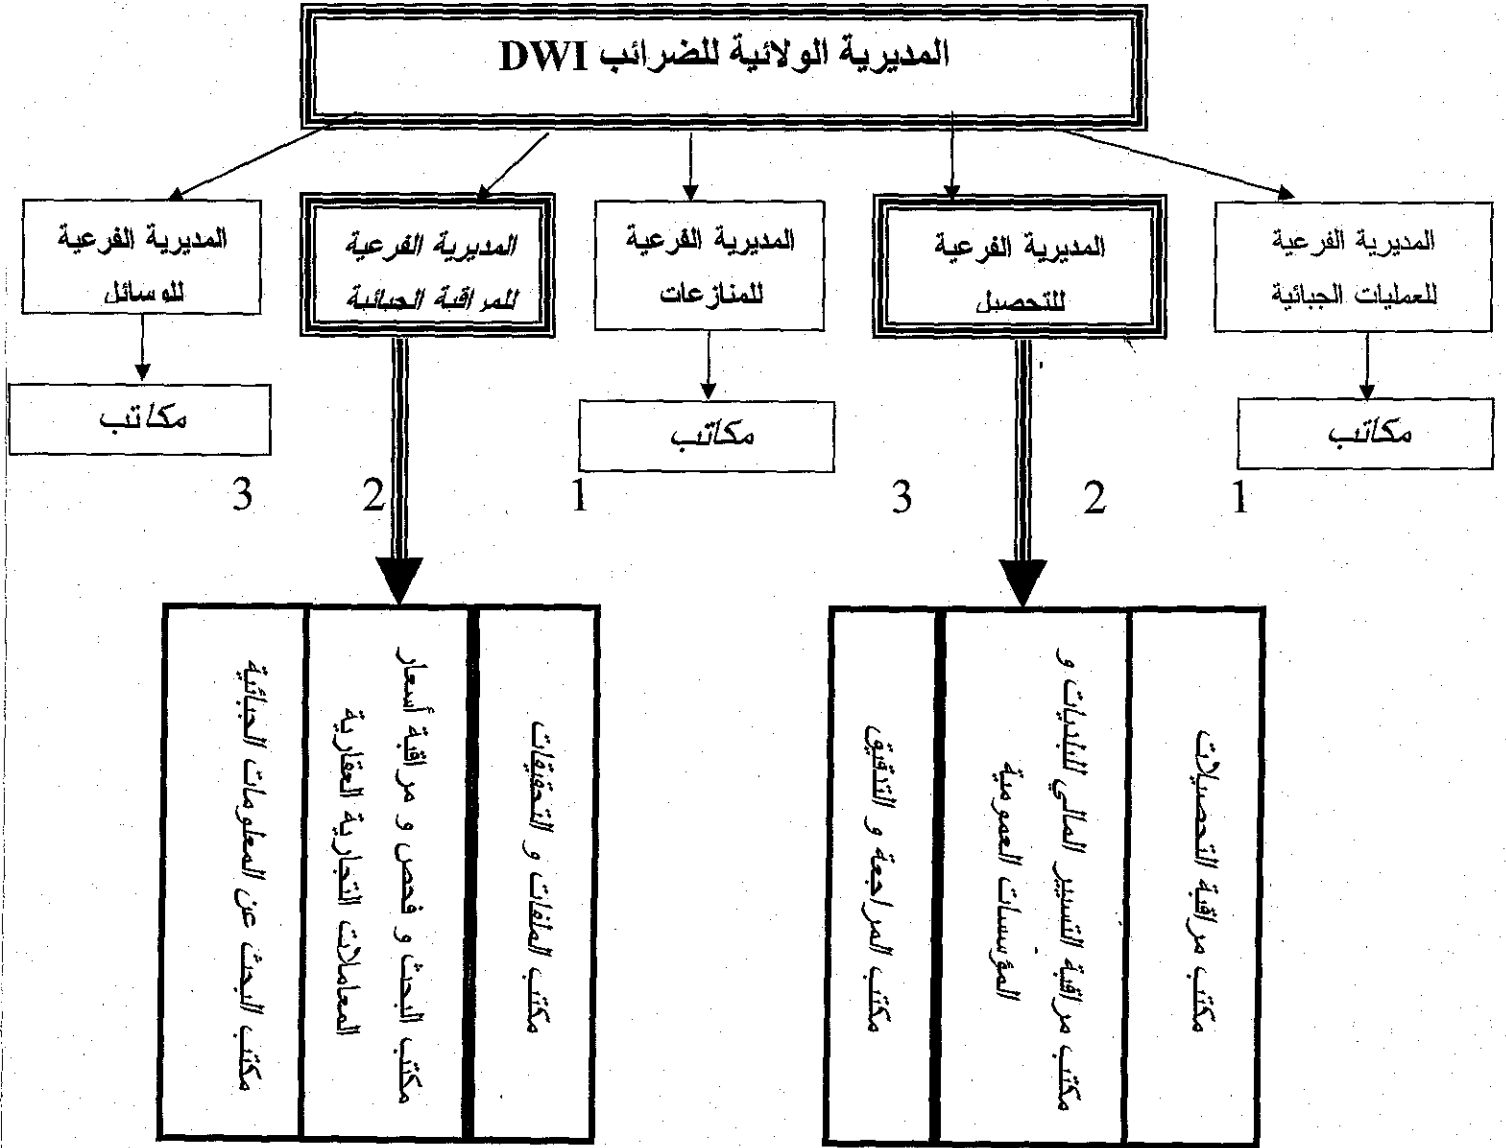 المديرية الولائية للضرائب DWI
المديرية الفرعية
للعمليات الجبائية
المديرية الفرعية
للتحصيل
المديرية الفرعية
للمنازعات
المديرية الفرعية
للمراقبة الجبائية
المديرية الفرعية
للوسائل
مكاتب
مكاتب
مكاتب
1
2
3
1
2
3
مكتب مراقبة التحصيلات
مكتب مراقبة التسيير المالي للبلديات و
المؤسسات العمومية
مكتب المراجعة و التدقيق
مكتب الملفات و التحقيقات
مكتب البحث و فحص و مراقبة أسعار
المعاملات التجارية العقارية
مكتب البحث عن المعلومات الجبائية